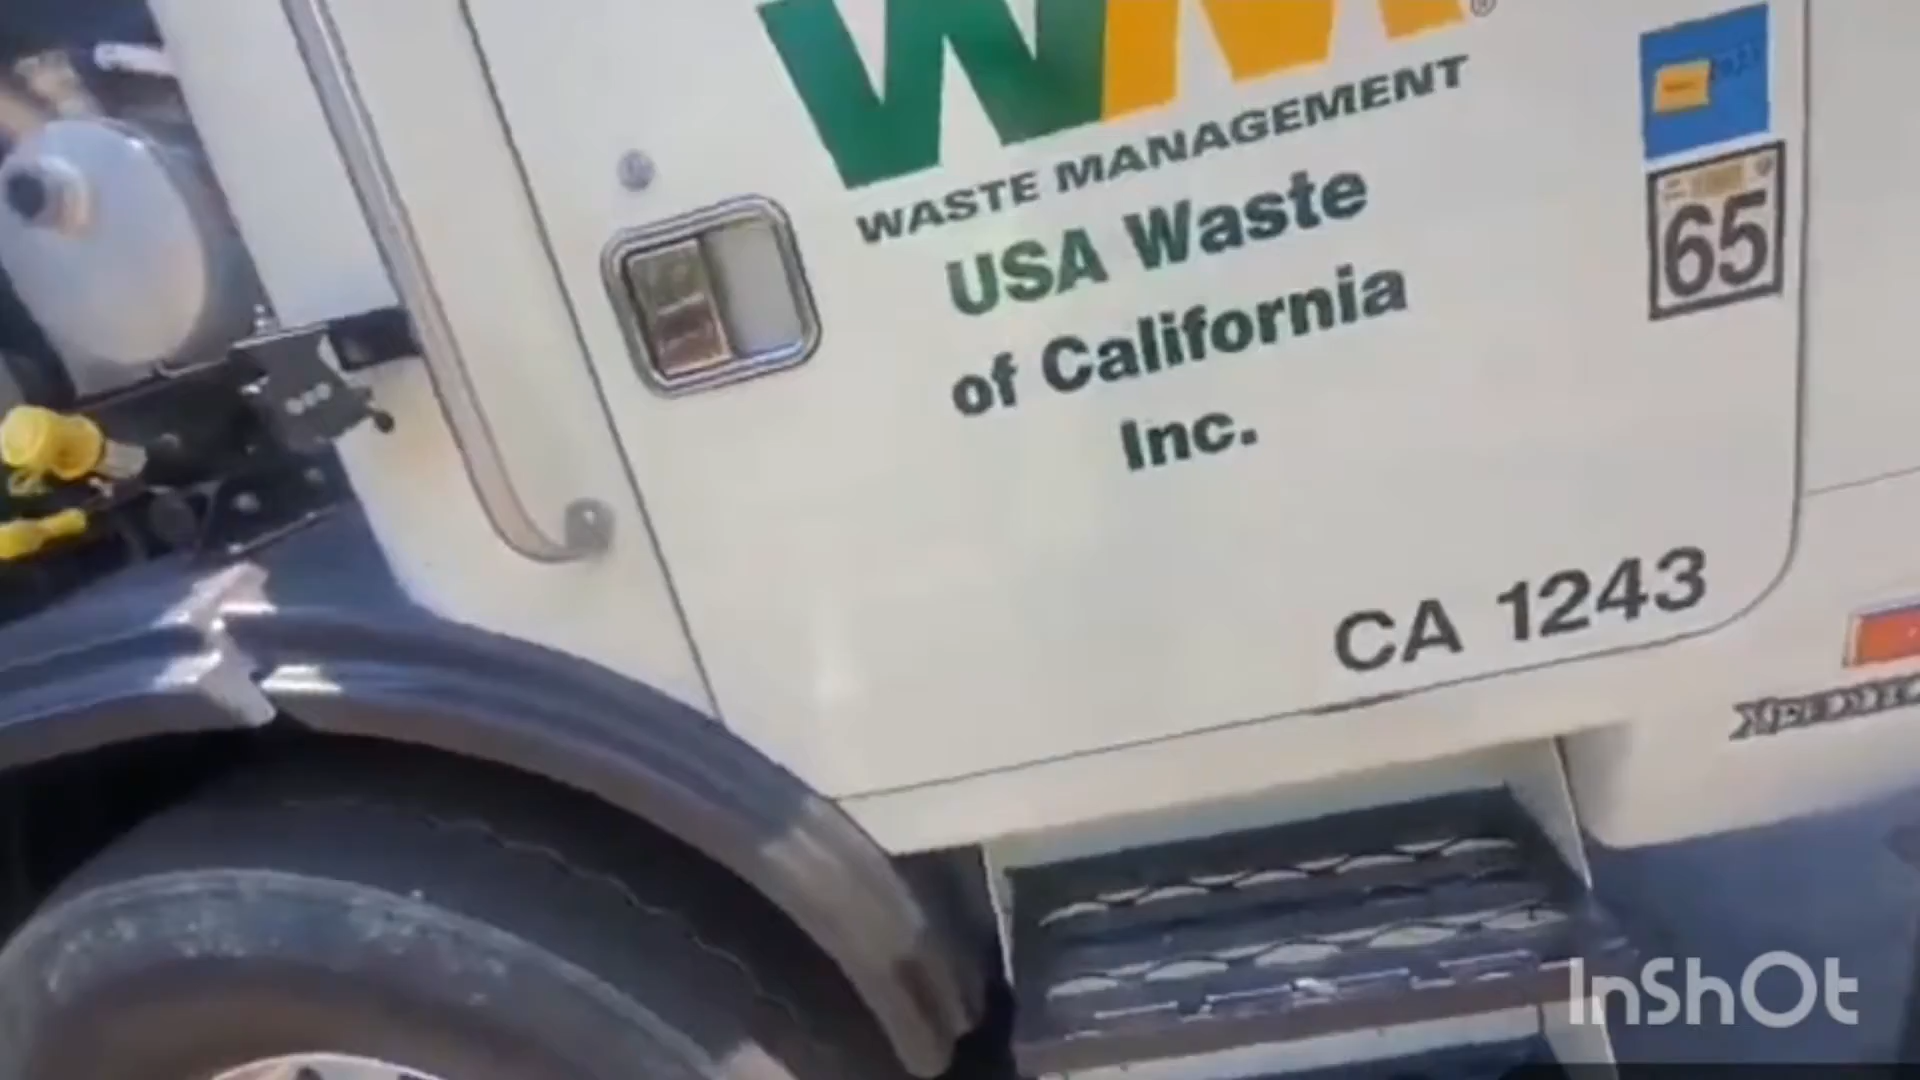 WM
®
WASTE MANAGEMENT
USA Waste
of California
Inc.
65
CA 1243
InShOt